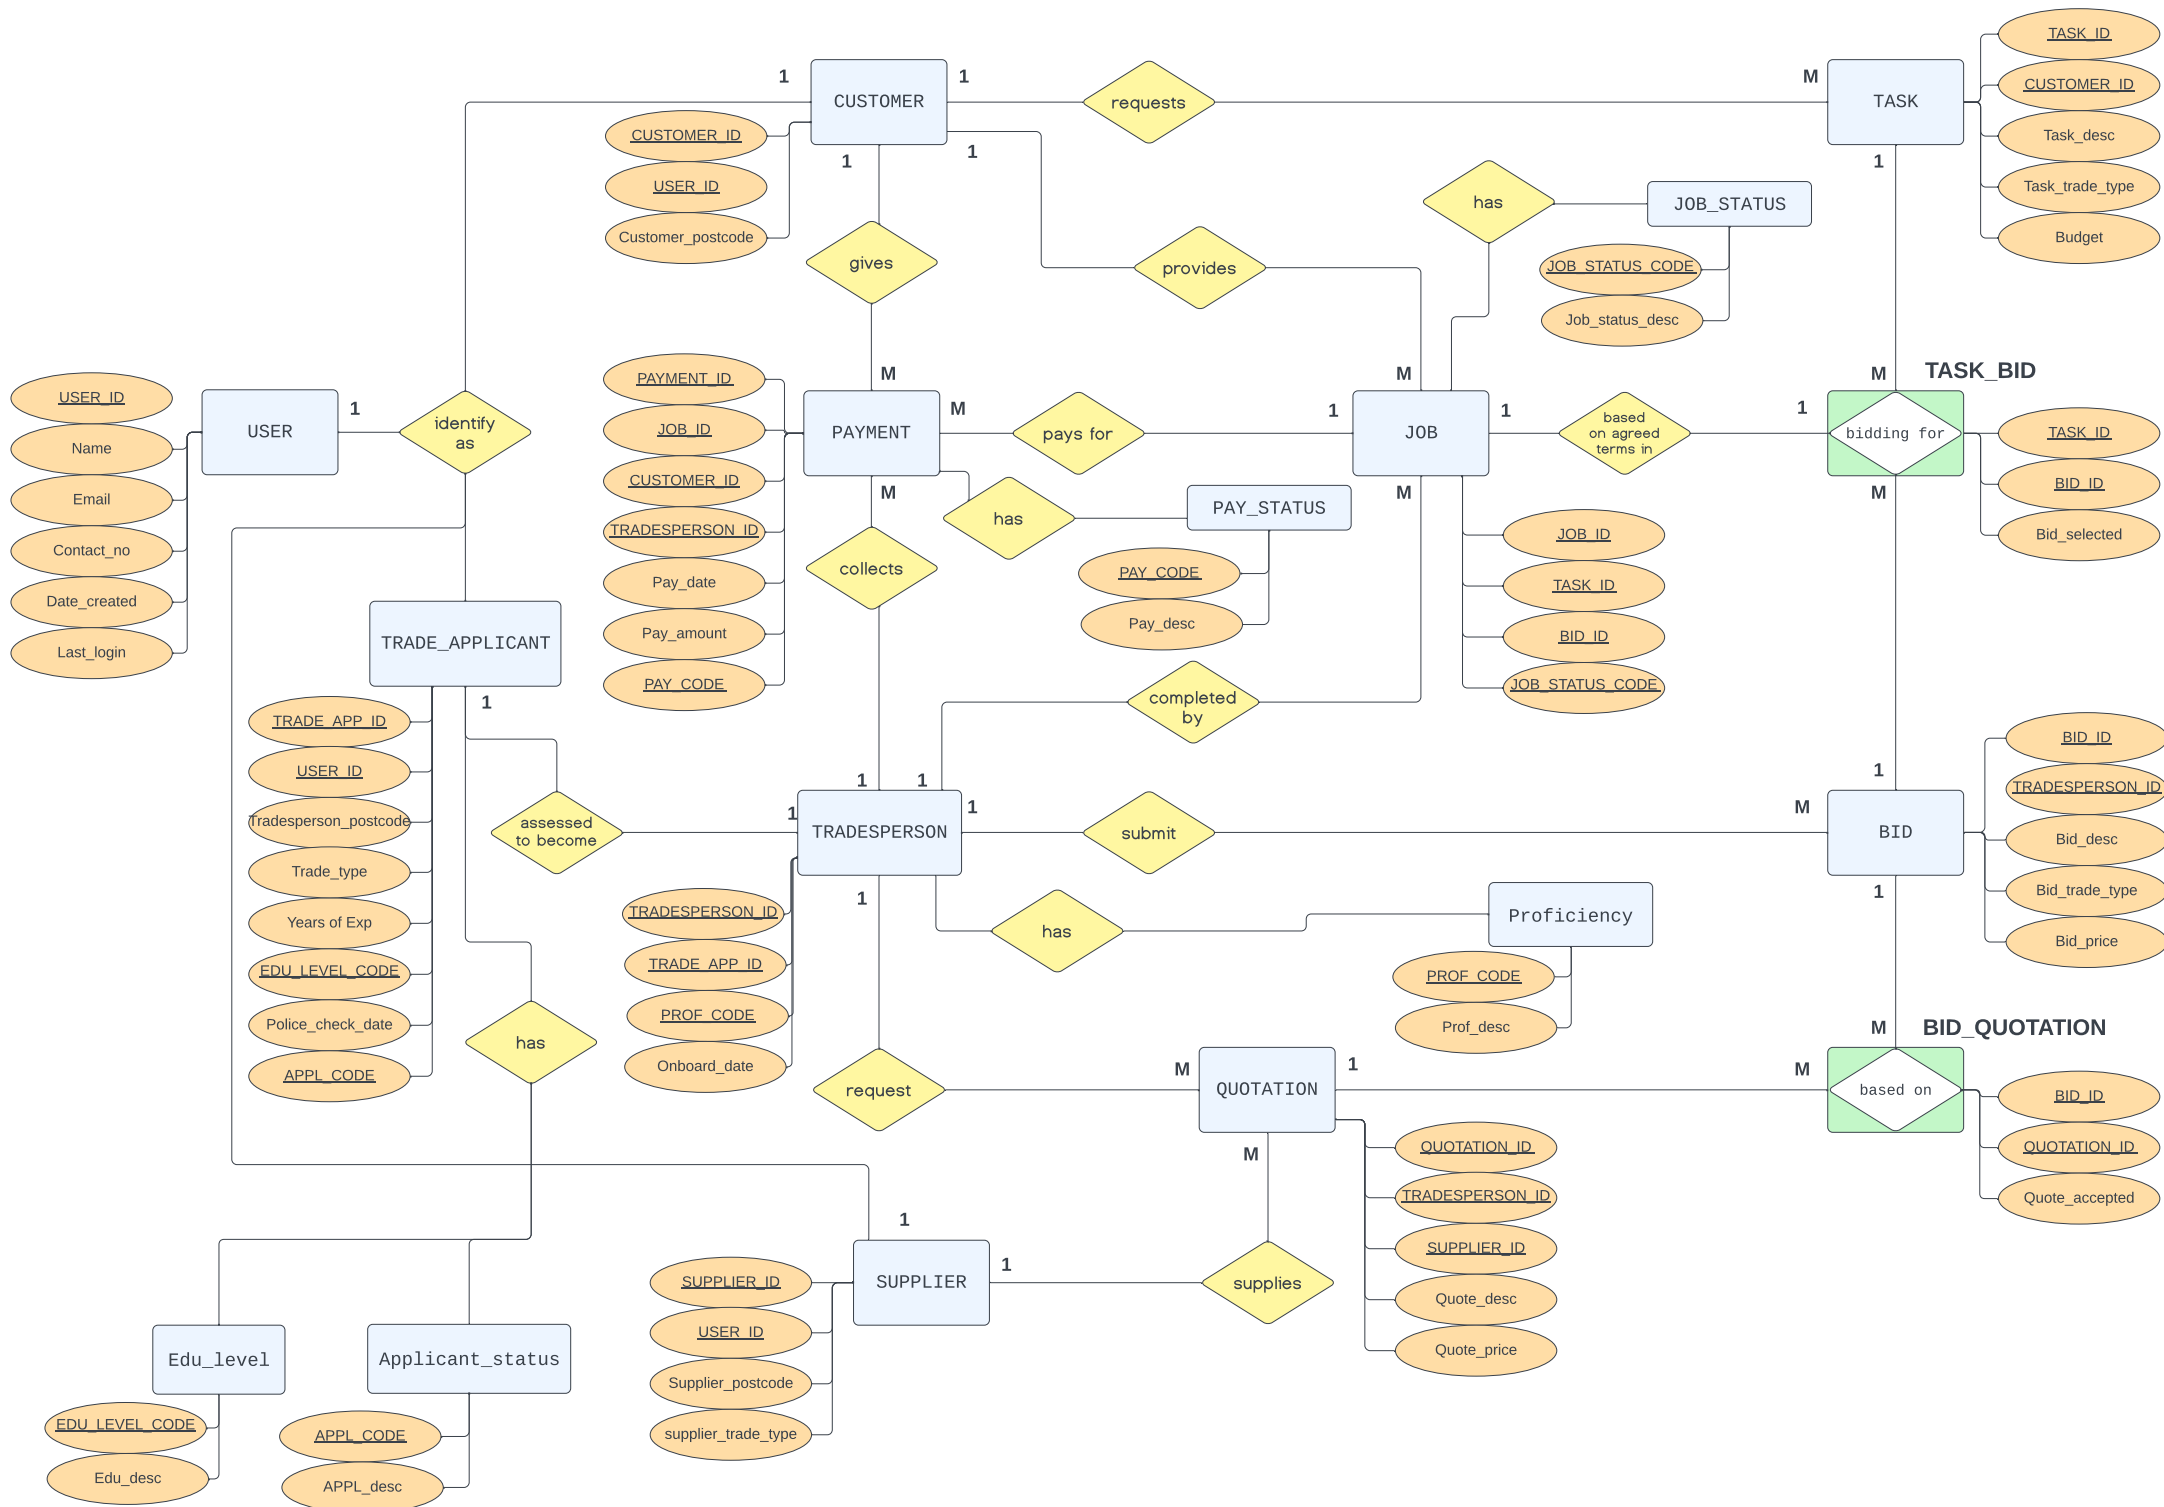 TASK_ID
CUSTOMER
1
1
requests
M
TASK
CUSTOMER_ID
Task_desc
Task_trade_type
Budget
1
CUSTOMER_ID
USER_ID
Customer_postcode
1
1
gives
provides
has
JOB_STATUS
JOB_STATUS_CODE
Job_status_desc
M
M
M
TASK_BID
USER_ID
Name
Email
Contact_no
Date_created
Last_login
USER
1
identify
as
PAYMENT_ID
JOB_ID
CUSTOMER_ID
TRADESPERSON_ID
Pay_date
Pay_amount
PAY_CODE
PAYMENT
M
pays for
1
JOB
1
based
on agreed
terms in
1
bidding for
TASK_ID
BID_ID
Bid_selected
M
M
M
has
PAY_STATUS
PAY_CODE
Pay_desc
collects
JOB_ID
TASK_ID
BID_ID
JOB_STATUS_CODE
TRADE_APPLICANT
1
completed
by
TRADE_APP_ID
USER_ID
Tradesperson_postcode
Trade_type
Years of Exp
EDU_LEVEL_CODE
Police_check_date
APPL_CODE
assessed
to become
1
1
1
TRADESPERSON
1
submit
M
1
BID
BID_ID
TRADESPERSON_ID
Bid_desc
Bid_trade_type
Bid_price
1
1
TRADESPERSON_ID
TRADE_APP_ID
PROF_CODE
Onboard_date
has
Proficiency
PROF_CODE
Prof_desc
has
request
M
QUOTATION
1
M
M
BID_QUOTATION
based on
BID_ID
QUOTATION_ID
Quote_accepted
M
QUOTATION_ID
TRADESPERSON_ID
SUPPLIER_ID
Quote_desc
Quote_price
1
SUPPLIER
1
supplies
SUPPLIER_ID
USER_ID
Supplier_postcode
supplier_trade_type
Edu_level
Applicant_status
EDU_LEVEL_CODE
Edu_desc
APPL_CODE
APPL_desc